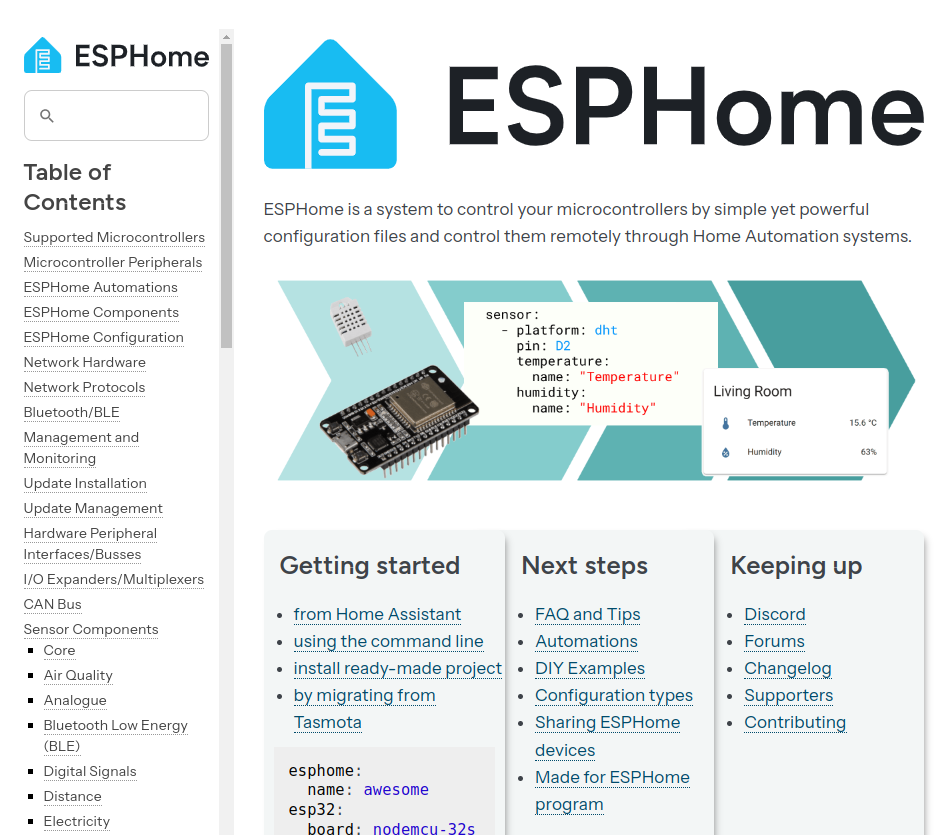 ESPHome
Table of
Contents
Supported Microcontrollers
Microcontroller Peripherals
ESPHome Automations
ESPHome Components
ESPHome Configuration
Network Hardware
Network Protocols
Bluetooth/BLE
Management and
Monitoring
Update Installation
Update Management
Hardware Peripheral
Interfaces/Busses
I/O Expanders/Multiplexers
CAN Bus
Sensor Components
Core
Air Quality
Analogue
Bluetooth Low Energy
(BLE)
Digital Signals
Distance
Electricity
ESPHome
ESPHome is a system to control your microcontrollers by simple yet powerful
configuration files and control them remotely through Home Automation systems.
sensor:
- platform: dht
pin: D2
temperature:
name: "Temperature"
humidity:
name: "Humidity"
Living Room
Temperature 15.6 °C
Humidity 63%
Getting started
from Home Assistant
using the command line
install ready-made project
by migrating from
Tasmota
esphome:
name: awesome
esp32:
board: nodemcu-32s
Next steps
FAQ and Tips
Automations
DIY Examples
Configuration types
Sharing ESPHome
devices
Made for ESPHome
program
Keeping up
Discord
Forums
Changelog
Supporters
Contributing